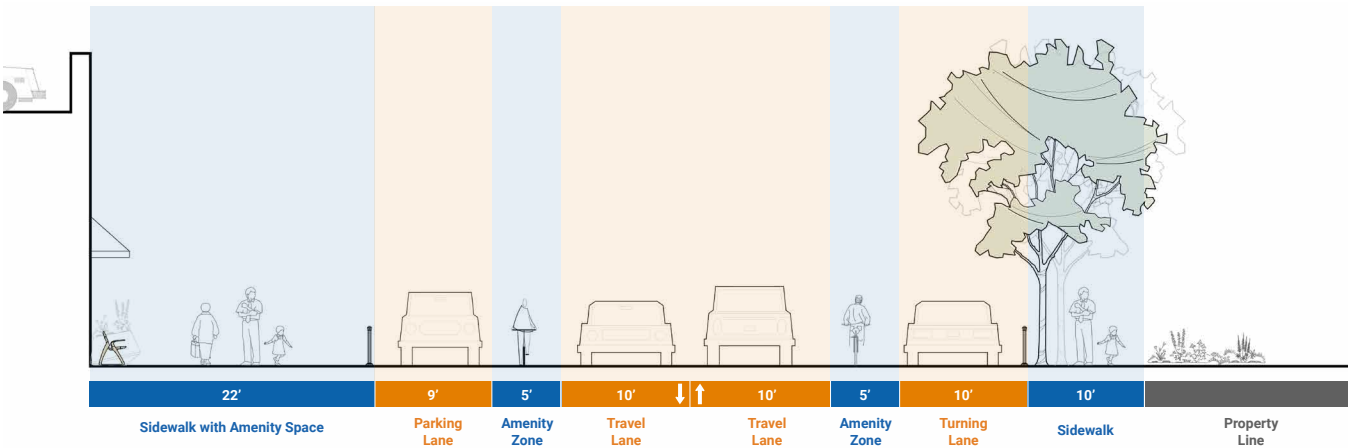 22’
9’
5’
10’
10’
5’
10’
10’
Sidewalk with Amenity Space
Parking
Lane
Amenity
Zone
Travel
Lane
Travel
Lane
Amenity
Zone
Turning
Lane
Sidewalk
Property
Line